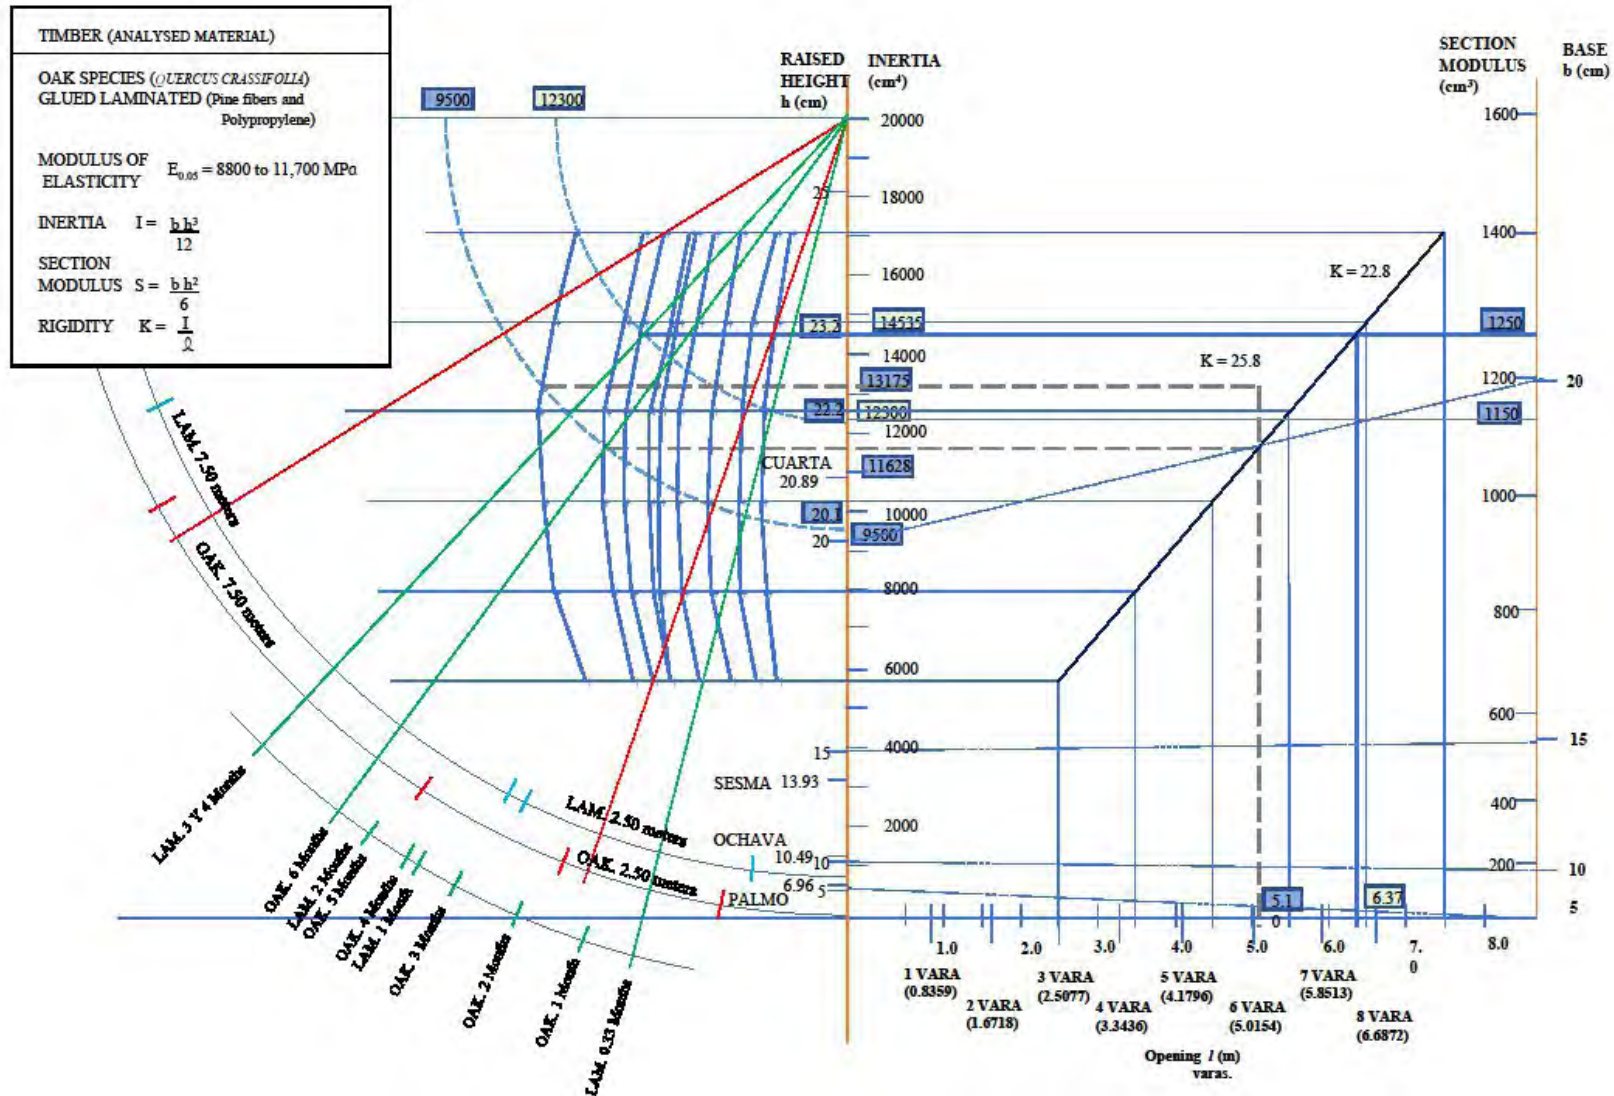 TIMBER (ANALYSED MATERIAL)
OAK SPECIES (QUERCUS CRASSIFOLIA)
GLUED LAMINATED (Pine fibers and
Polypropylene)
MODULUS OF
ELASTICITY
E0.05 = 8800 to 11,700 MPa
INERTIA I = b h³
12
SECTION
MODULUS S = b h²
6
RIGIDITY K = I
ℓ
9500
12300
RAISED
HEIGHT
h (cm)
INERTIA
(cm⁴)
SECTION
MODULUS
(cm³)
BASE
b (cm)
20000
25
18000
16000
23.2
14535
14000
13175
22.2
12300
12000
CUARTA
20.89
11628
20.1
10000
9500
20
8000
6000
15
4000
SESMA 13.93
2000
OCHAVA
10.49
10
6.96
5
PALMO
K = 22.8
K = 25.8
1600
1400
1250
1200
20
1150
1000
800
600
15
400
200
10
5
5.1
0
6.37
1.0
2.0
3.0
4.0
5.0
6.0
7.
0
8.0
1 VARA
(0.8359)
2 VARA
(1.6718)
3 VARA
(2.5077)
4 VARA
(3.3436)
5 VARA
(4.1796)
6 VARA
(5.0154)
7 VARA
(5.8513)
8 VARA
(6.6872)
Opening l (m)
varas.
LAM. 7.50 meters
OAK. 7.50 meters
LAM. 2.50 meters
OAK. 2.50 meters
LAM. 3 Y 4 Months
OAK. 6 Months
LAM. 2 Months
OAK. 5 Months
OAK. 4 Months
LAM. 1 Month
OAK. 3 Months
OAK. 2 Months
OAK. 1 Month
LAM. 0.33 Months